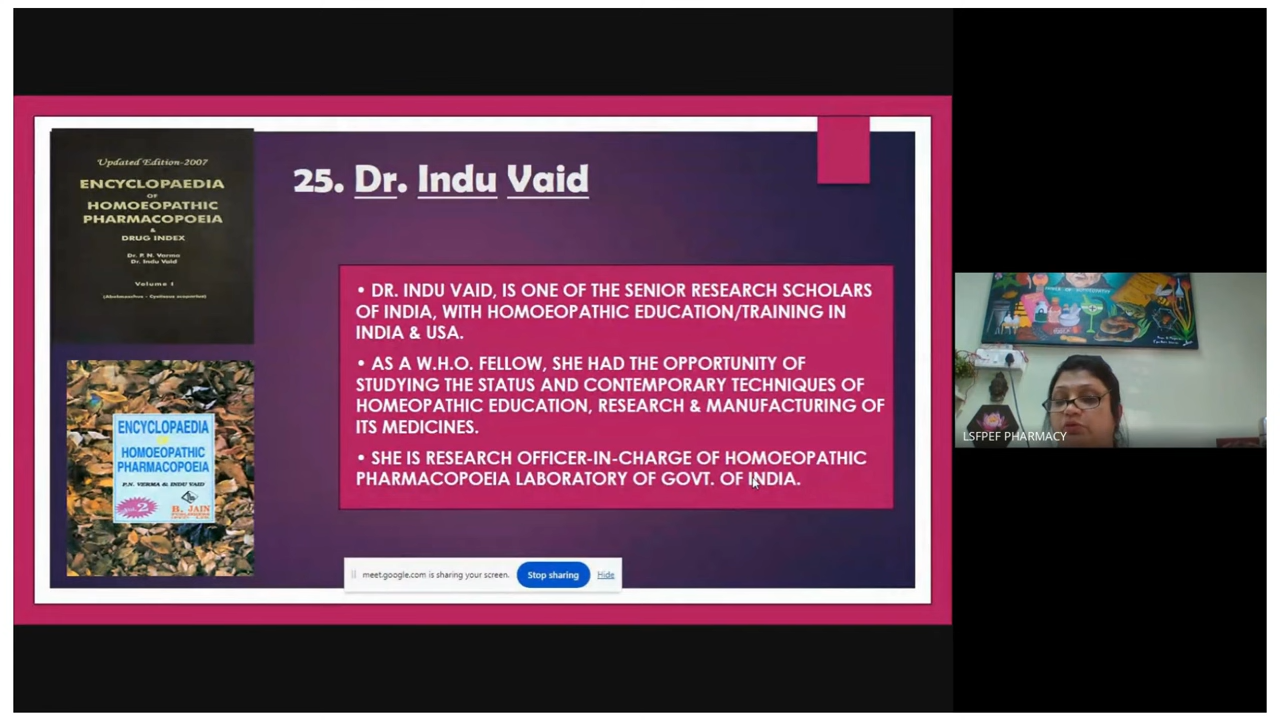 Updated Edition-2007
ENCYCLOPAEDIA
OF
HOMOEOPATHIC
PHARMACOPOEIA
&
DRUG INDEX
Dr. P. N. Varma
Dr. Indu Vaid
Volume I
25. Dr. Indu Vaid
• DR. INDU VAID, IS ONE OF THE SENIOR RESEARCH SCHOLARS
OF INDIA, WITH HOMOEOPATHIC EDUCATION/TRAINING IN
INDIA & USA.
• AS A W.H.O. FELLOW, SHE HAD THE OPPORTUNITY OF
STUDYING THE STATUS AND CONTEMPORARY TECHNIQUES OF
HOMEOPATHIC EDUCATION, RESEARCH & MANUFACTURING OF
ITS MEDICINES.
• SHE IS RESEARCH OFFICER-IN-CHARGE OF HOMOEOPATHIC
PHARMACOPOEIA LABORATORY OF GOVT. OF INDIA.
ENCYCLOPAEDIA
OF
HOMOEOPATHIC
PHARMACOPOEIA
P.N. VERMA & INDU VAID
2
B. JAIN
meet.google.com is sharing your screen.
Stop sharing
Hide
LSFPEF PHARMACY